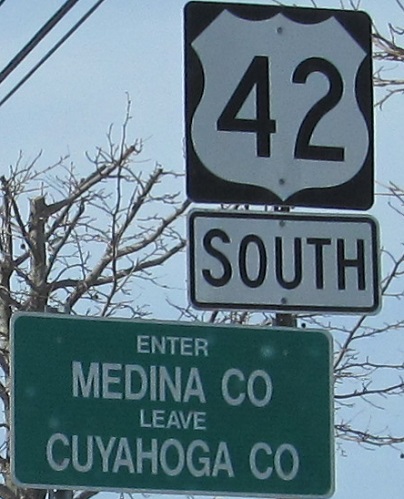 42
SOUTH
ENTER
MEDINA CO
LEAVE
CUYAHOGA CO